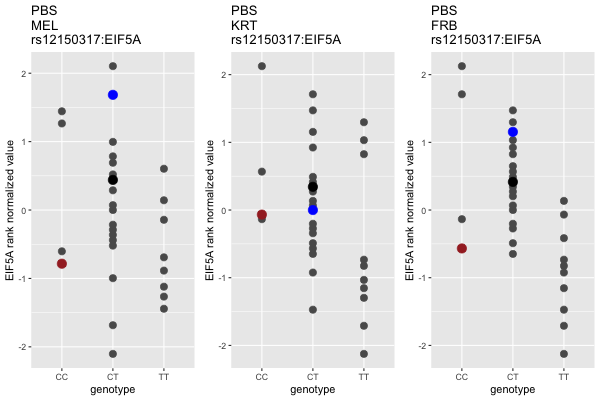 PBS
MEL
rs12150317:EIF5A
EIF5A rank normalized value
2
1
0
-1
-2
CC CT TT
genotype
PBS
KRT
rs12150317:EIF5A
EIF5A rank normalized value
2
1
0
-1
-2
CC CT TT
genotype
PBS
FRB
rs12150317:EIF5A
EIF5A rank normalized value
2
1
0
-1
-2
CC CT TT
genotype